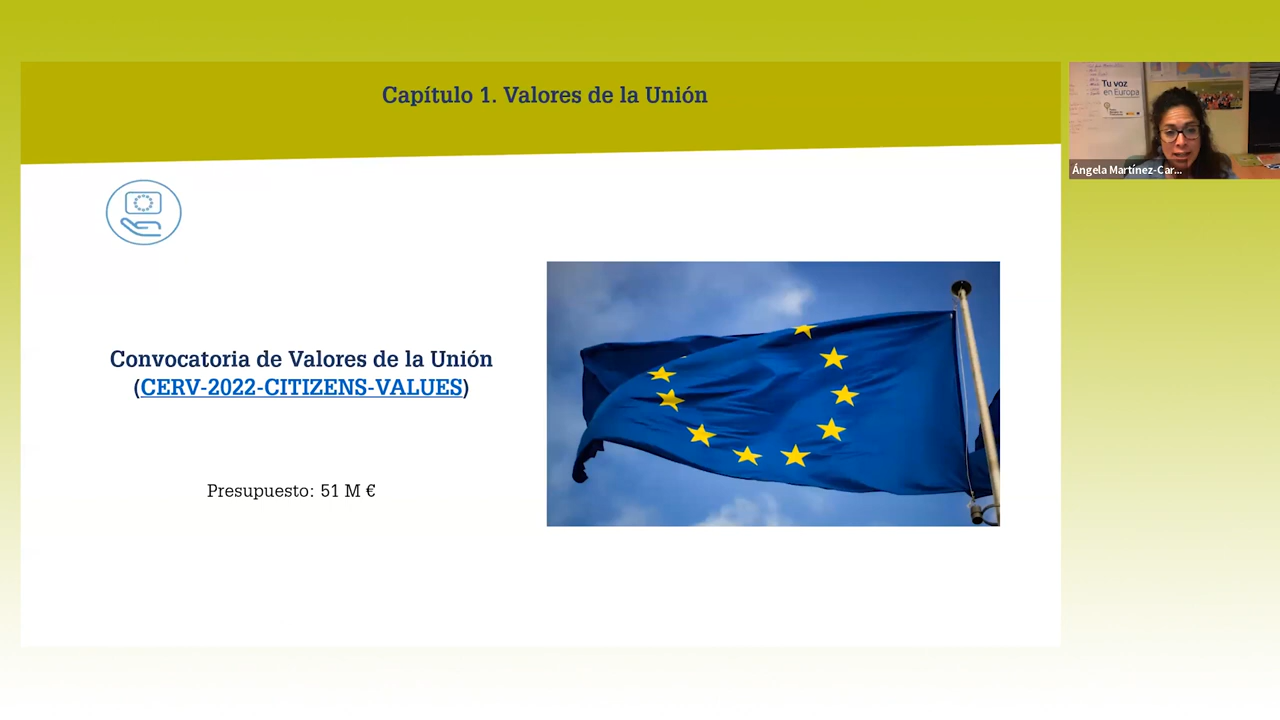 Capítulo 1. Valores de la Unión
Tu voz
en Europa
Ángela Martínez-Car...
Convocatoria de Valores de la Unión
(CERV-2022-CITIZENS-VALUES)
Presupuesto: 51 M €